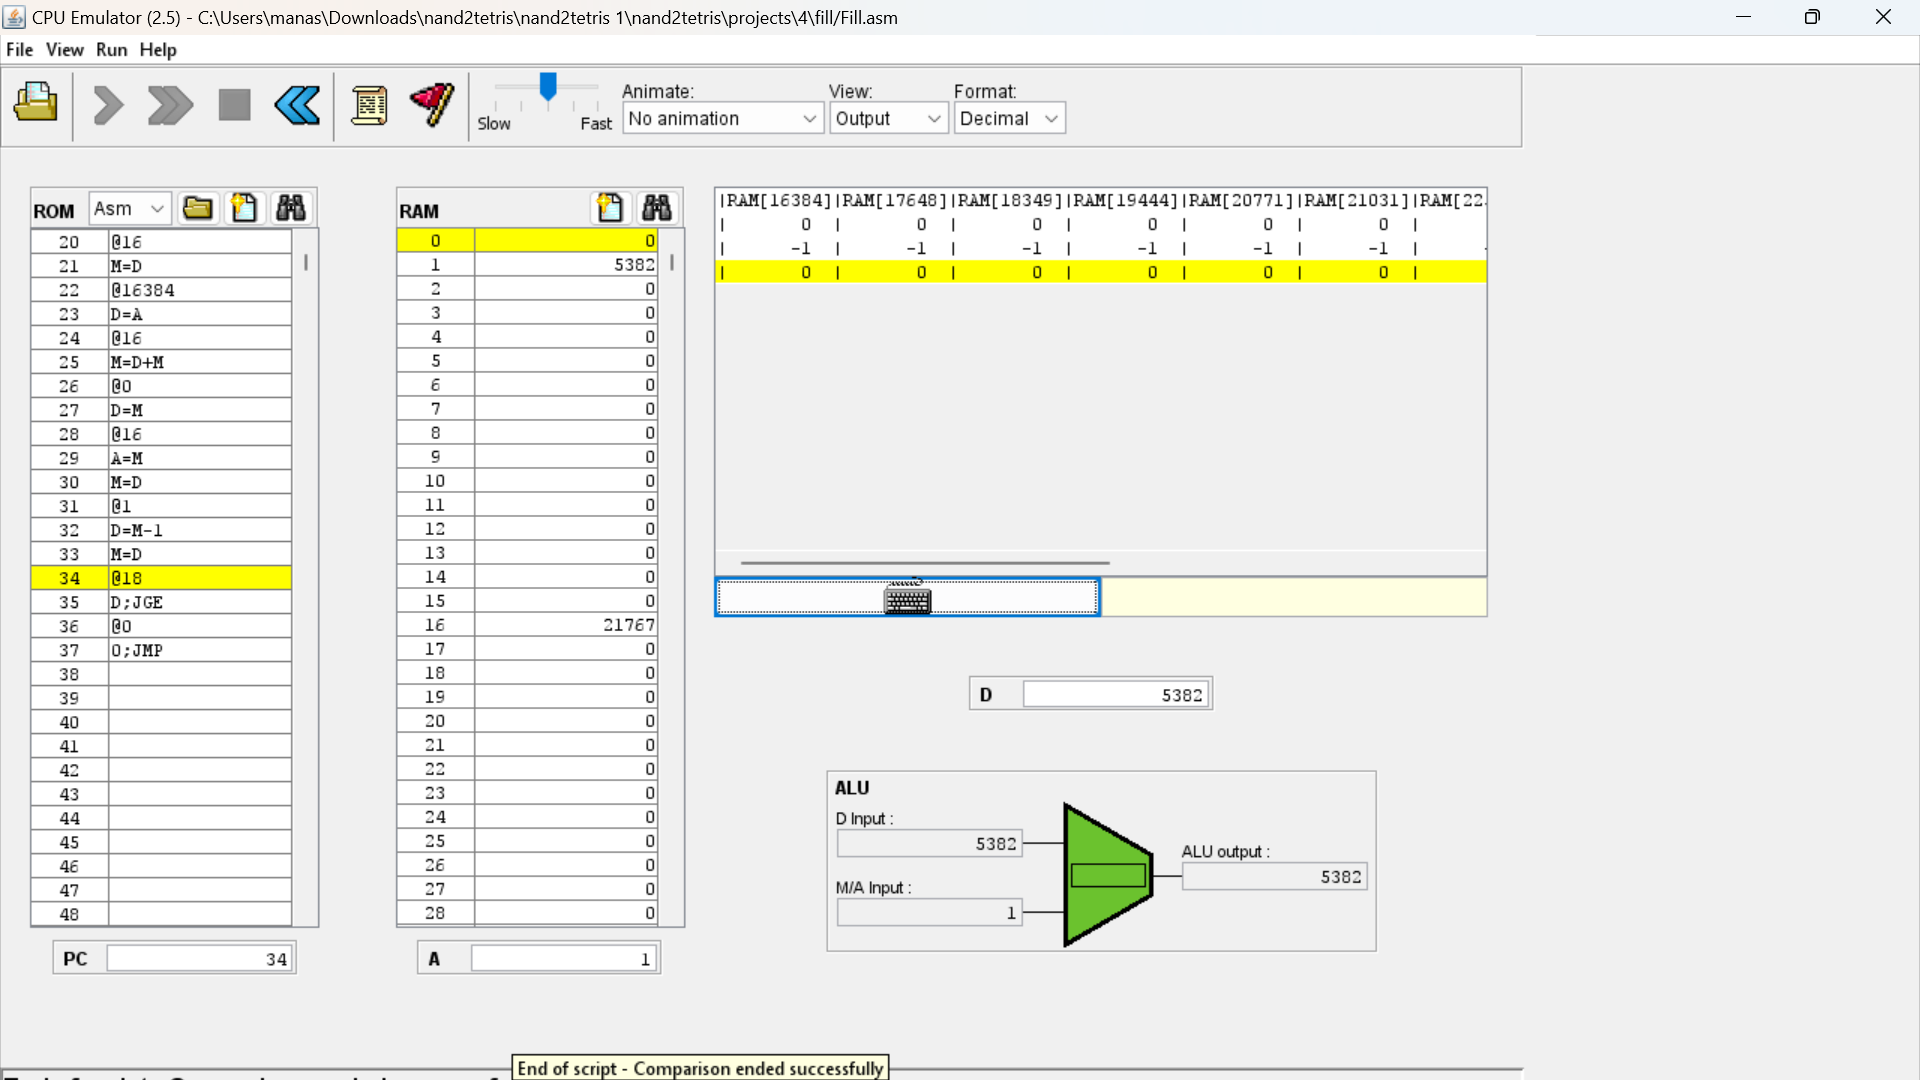 CPU Emulator (2.5) - C:\Users\manas\Downloads\nand2tetris\nand2tetris 1\nand2tetris\projects\4\fill/Fill.asm
File View Run Help
Slow Fast
Animate: View: Format:
No animation Output Decimal
ROM Asm
20 @16
21 M=D
22 @16384
23 D=A
24 @16
25 M=D+M
26 @0
27 D=M
28 @16
29 A=M
30 M=D
31 @1
32 D=M-1
33 M=D
34 @18
35 D;JGE
36 @0
37 0;JMP
38
39
40
41
42
43
44
45
46
47
48
PC 34
RAM
0 0
1 5382
2 0
3 0
4 0
5 0
6 0
7 0
8 0
9 0
10 0
11 0
12 0
13 0
14 0
15 0
16 21767
17 0
18 0
19 0
20 0
21 0
22 0
23 0
24 0
25 0
26 0
27 0
28 0
A 1
|RAM[16384]|RAM[17648]|RAM[18349]|RAM[19444]|RAM[20771]|RAM[21031]|RAM[22
| 0 | 0 | 0 | 0 | 0 | 0 |
| -1 | -1 | -1 | -1 | -1 | -1 |
| 0 | 0 | 0 | 0 | 0 | 0 |
D 5382
ALU
D Input :
5382
M/A Input :
1
ALU output :
5382
End of script - Comparison ended successfully